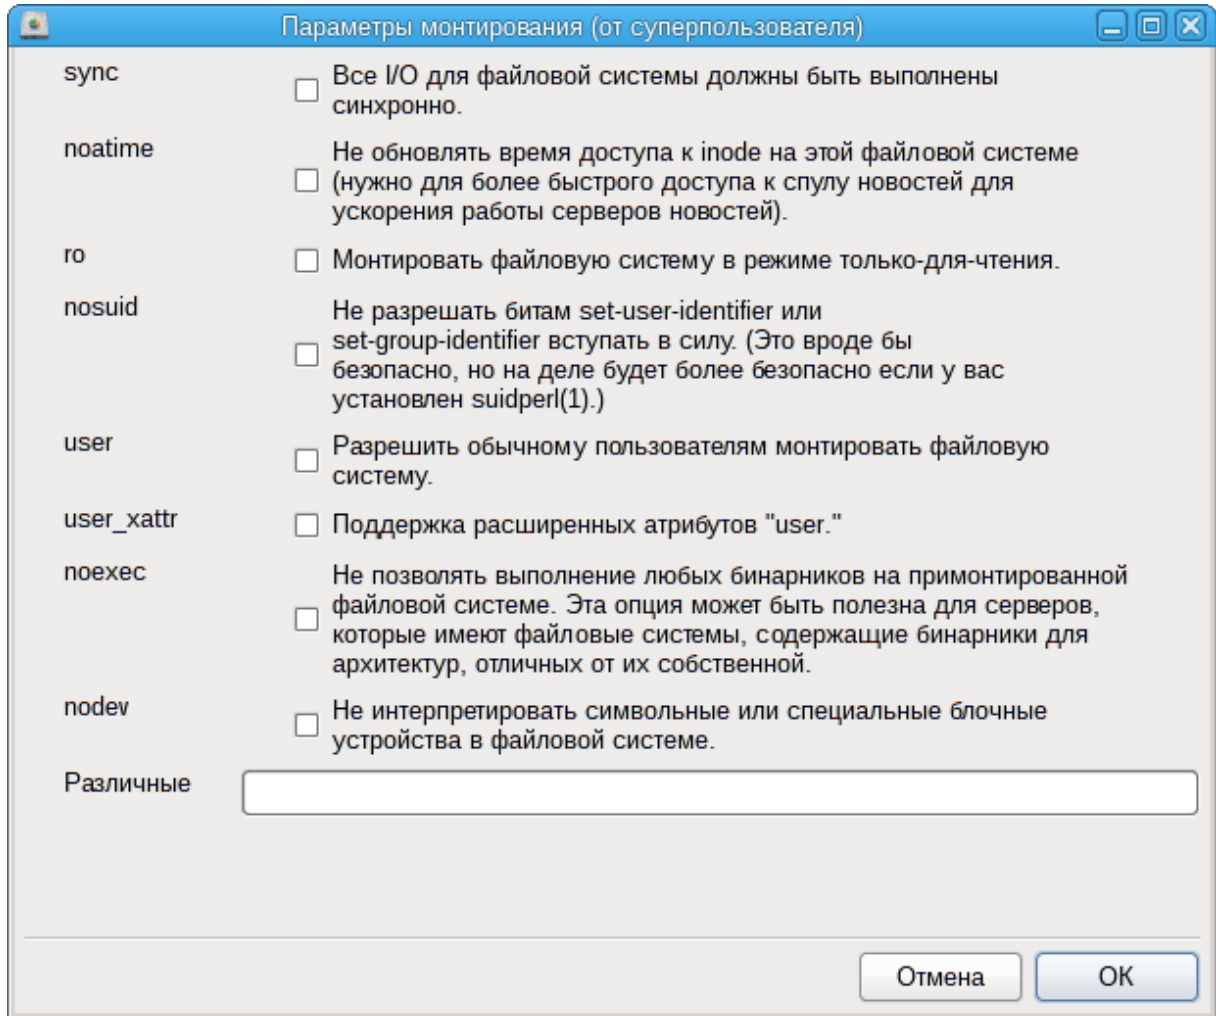 Параметры монтирования (от суперпользователя)
sync
Все I/O для файловой системы должны быть выполнены
синхронно.
noatime
Не обновлять время доступа к inode на этой файловой системе
(нужно для более быстрого доступа к спулу новостей для
ускорения работы серверов новостей).
ro
Монтировать файловую систему в режиме только-для-чтения.
nosuid
Не разрешать битам set-user-identifier или
set-group-identifier вступать в силу. (Это вроде бы
безопасно, но на деле будет более безопасно если у вас
установлен suidperl(1).)
user
Разрешить обычному пользователям монтировать файловую
систему.
user_xattr
Поддержка расширенных атрибутов "user."
noexec
Не позволять выполнение любых бинарников на примонтированной
файловой системе. Эта опция может быть полезна для серверов,
которые имеют файловые системы, содержащие бинарники для
архитектур, отличных от их собственной.
nodev
Не интерпретировать символьные или специальные блочные
устройства в файловой системе.
Различные
Отмена
ОК